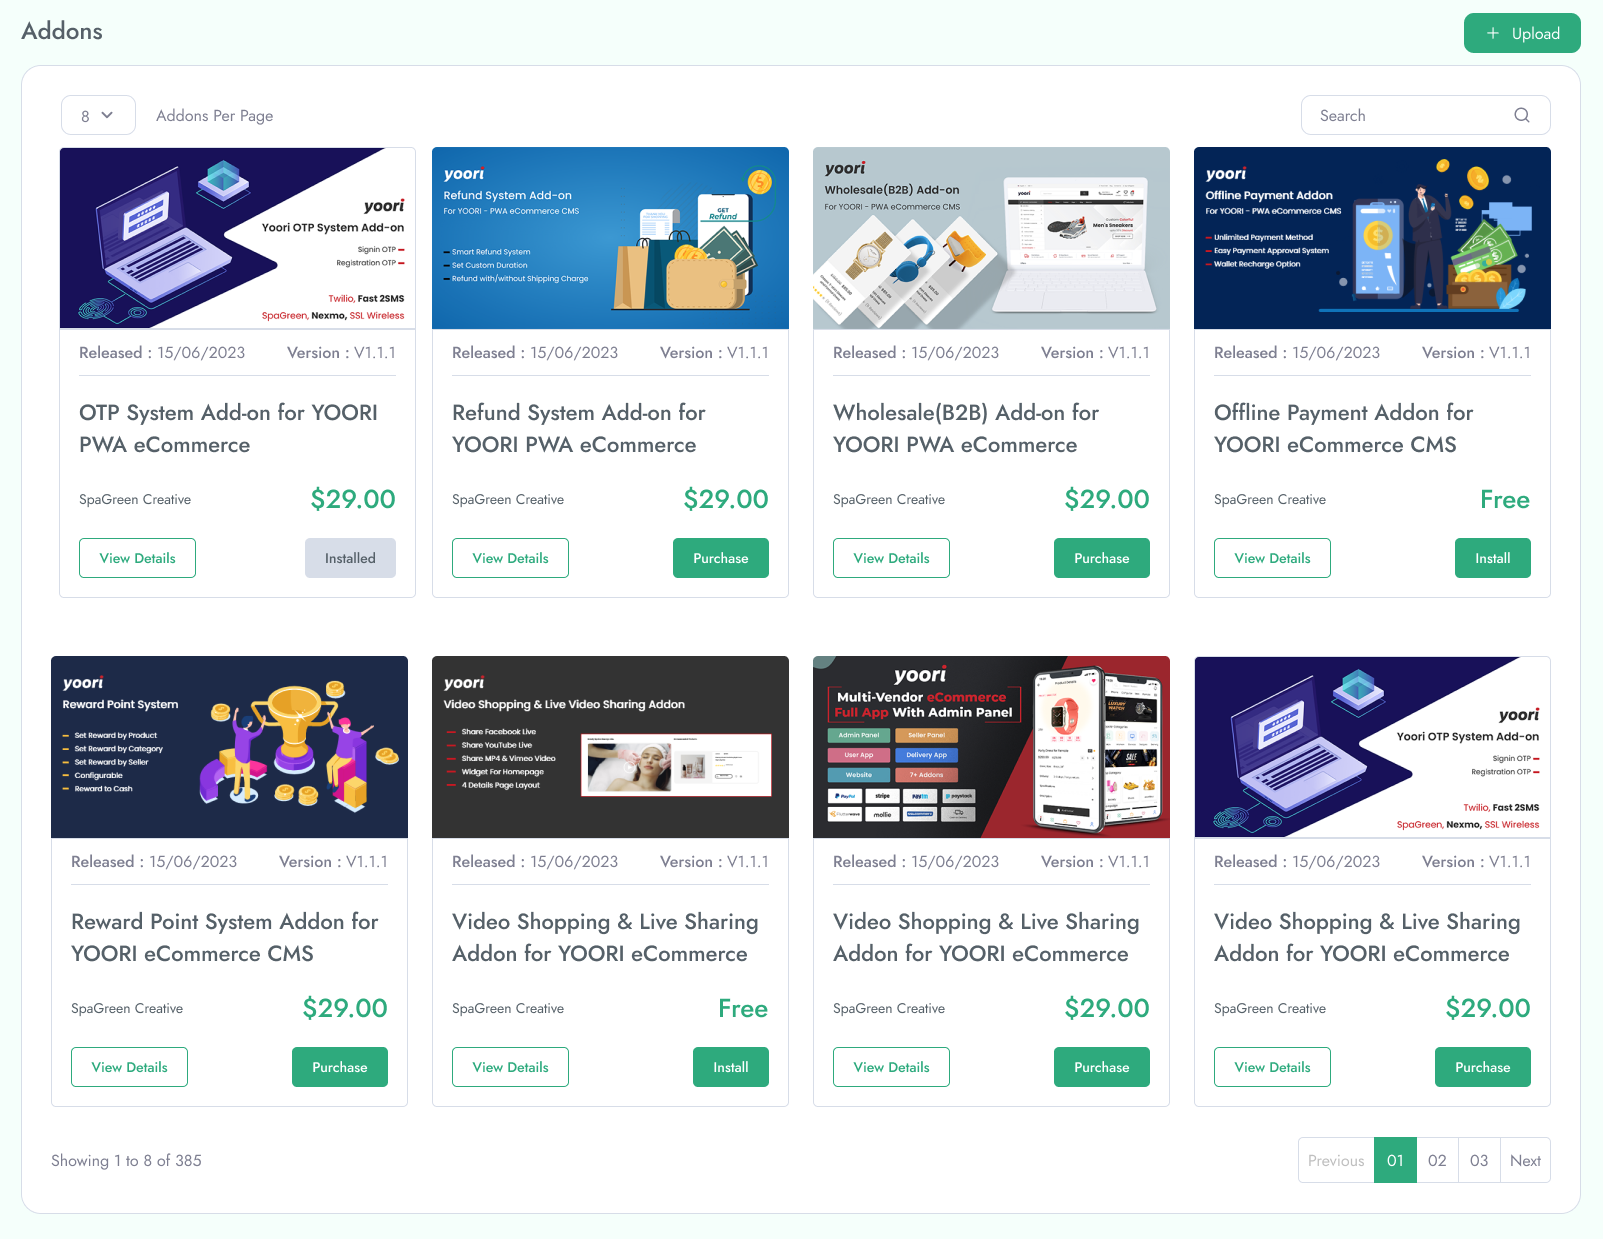 Addons
+ Upload
8
Addons Per Page
Search
yoori
Yoori OTP System Add-on
Signin OTP
Registration OTP
Twilio, Fast 2SMS
SpaGreen, Nexmo, SSL Wireless
Released : 15/06/2023 Version : V1.1.1
OTP System Add-on for YOORI
PWA eCommerce
SpaGreen Creative $29.00
View Details Installed
yoori
Refund System Add-on
For YOORI - PWA eCommerce CMS
Smart Refund System
Set Custom Duration
Refund with/without Shipping Charge
GET
Refund
Released : 15/06/2023 Version : V1.1.1
Refund System Add-on for
YOORI PWA eCommerce
SpaGreen Creative $29.00
View Details Purchase
yoori
Wholesale(B2B) Add-on
For YOORI - PWA eCommerce CMS
yoori
Men's Sneakers
Released : 15/06/2023 Version : V1.1.1
Wholesale(B2B) Add-on for
YOORI PWA eCommerce
SpaGreen Creative $29.00
View Details Purchase
yoori
Offline Payment Addon
For YOORI - PWA eCommerce CMS
Unlimited Payment Method
Easy Payment Approval System
Wallet Recharge Option
Released : 15/06/2023 Version : V1.1.1
Offline Payment Addon for
YOORI eCommerce CMS
SpaGreen Creative Free
View Details Install
yoori
Reward Point System
Set Reward by Product
Set Reward by Category
Set Reward by Seller
Configurable
Reward to Cash
Released : 15/06/2023 Version : V1.1.1
Reward Point System Addon for
YOORI eCommerce CMS
SpaGreen Creative $29.00
View Details Purchase
yoori
Video Shopping & Live Video Sharing Addon
Share Facebook Live
Share YouTube Live
Share MP4 & Vimeo Video
Widget For Homepage
4 Details Page Layout
Released : 15/06/2023 Version : V1.1.1
Video Shopping & Live Sharing
Addon for YOORI eCommerce
SpaGreen Creative Free
View Details Install
yoori
Multi-Vendor eCommerce
Full App With Admin Panel
Admin Panel Seller Panel
User App Delivery App
Website 7+ Addons
PayPal stripe PAYTM paystack
flutterwave mollie
LUXURY
WATCH
SALE
Released : 15/06/2023 Version : V1.1.1
Video Shopping & Live Sharing
Addon for YOORI eCommerce
SpaGreen Creative $29.00
View Details Purchase
yoori
Yoori OTP System Add-on
Signin OTP
Registration OTP
Twilio, Fast 2SMS
SpaGreen, Nexmo, SSL Wireless
Released : 15/06/2023 Version : V1.1.1
Video Shopping & Live Sharing
Addon for YOORI eCommerce
SpaGreen Creative $29.00
View Details Purchase
Showing 1 to 8 of 385
Previous 01 02 03 Next